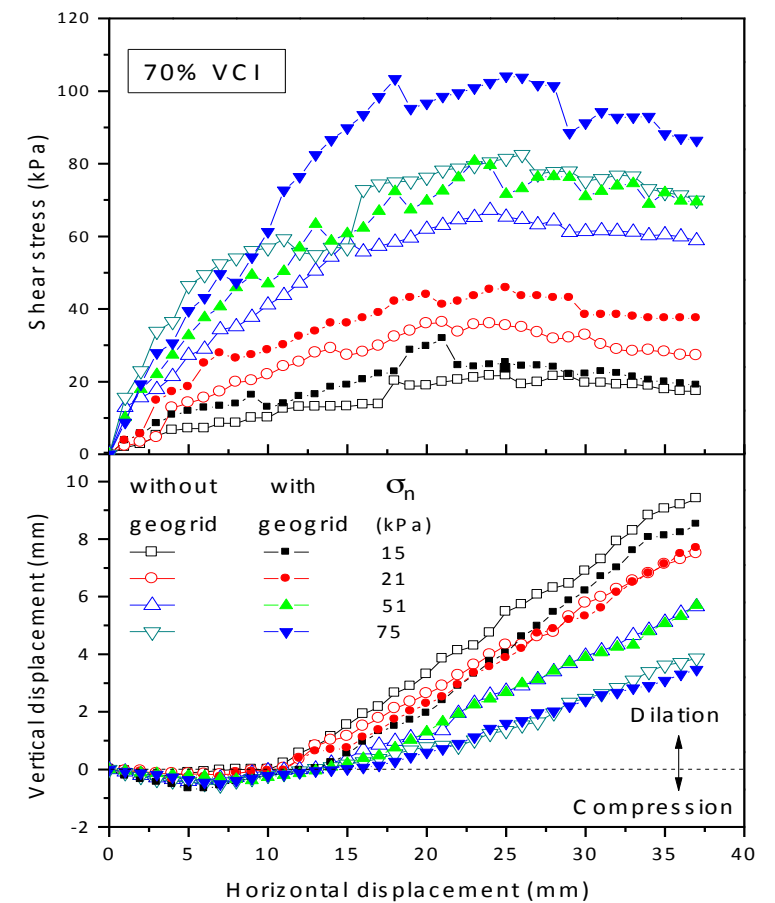 120
100
80
60
40
20
0
Shear stress (kPa)
70% VCI
10
8
6
4
2
0
-2
Vertical displacement (mm)
without geogrid
with geogrid
σn (kPa)
15
21
51
75
Dilation
Compression
0 5 10 15 20 25 30 35 40
Horizontal displacement (mm)